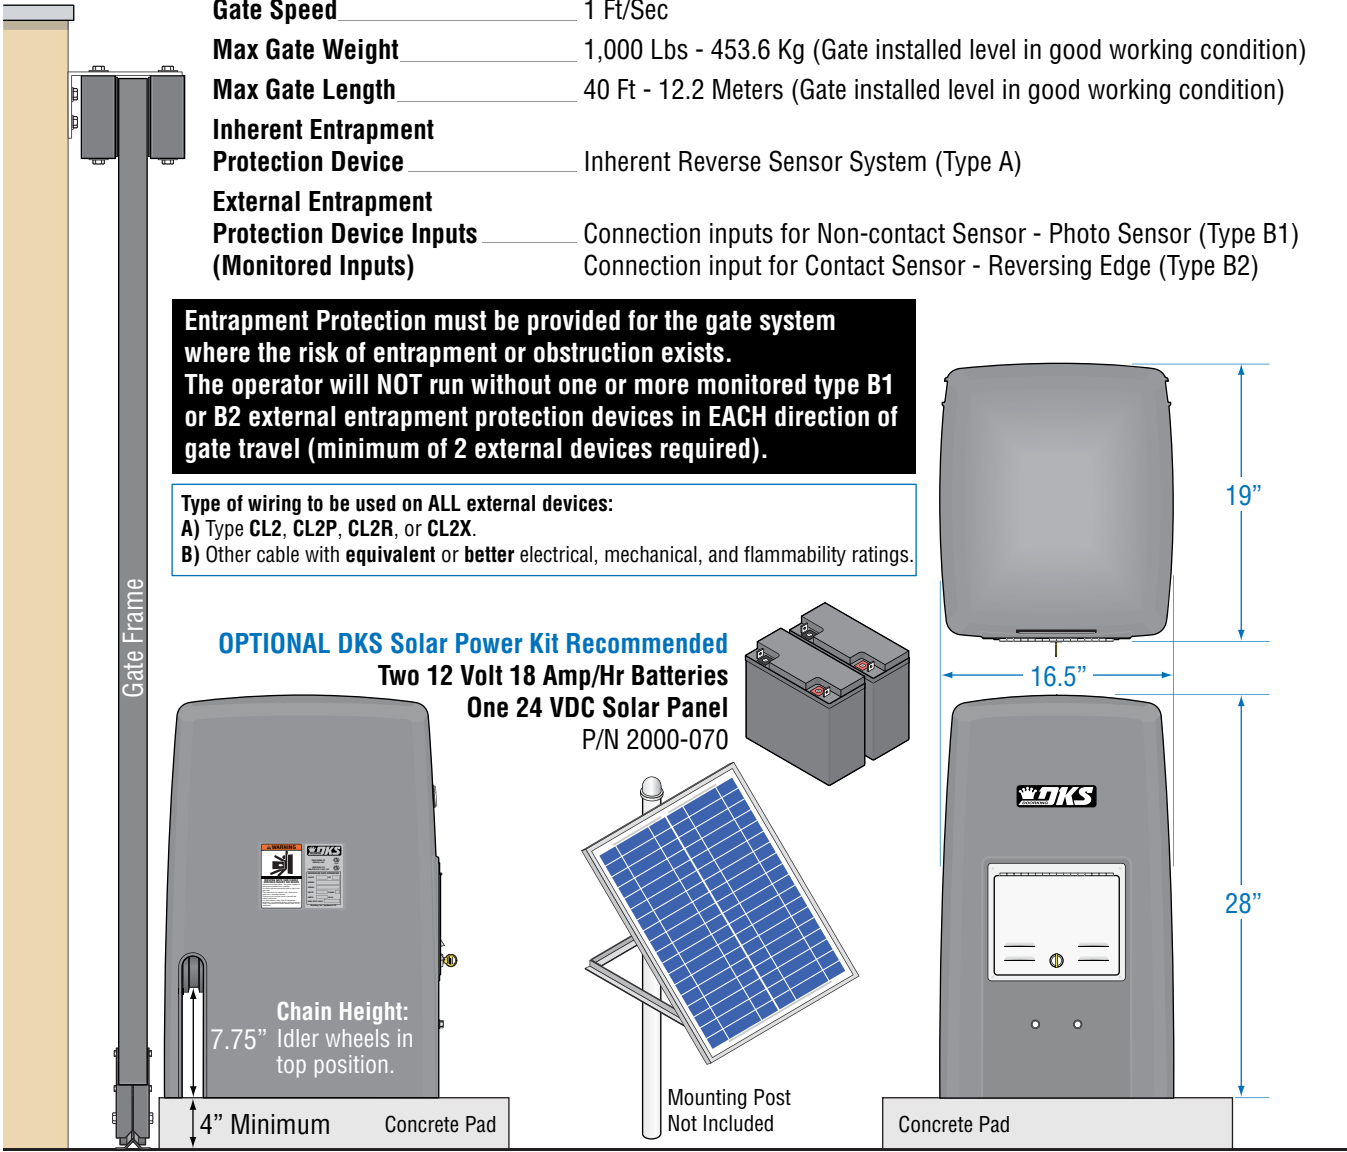 Gate Speed 1 Ft/Sec
Max Gate Weight 1,000 Lbs - 453.6 Kg (Gate installed level in good working condition)
Max Gate Length 40 Ft - 12.2 Meters (Gate installed level in good working condition)
Inherent Entrapment
Protection Device Inherent Reverse Sensor System (Type A)
External Entrapment
Protection Device Inputs Connection inputs for Non-contact Sensor - Photo Sensor (Type B1)
(Monitored Inputs) Connection input for Contact Sensor - Reversing Edge (Type B2)
Entrapment Protection must be provided for the gate system
where the risk of entrapment or obstruction exists.
The operator will NOT run without one or more monitored type B1
or B2 external entrapment protection devices in EACH direction of
gate travel (minimum of 2 external devices required).
Type of wiring to be used on ALL external devices:
A) Type CL2, CL2P, CL2R, or CL2X.
B) Other cable with equivalent or better electrical, mechanical, and flammability ratings.
19”
Gate Frame
OPTIONAL DKS Solar Power Kit Recommended
Two 12 Volt 18 Amp/Hr Batteries
One 24 VDC Solar Panel
P/N 2000-070
16.5”
DKS
DOORKING
WARNING
DKS
28”
Chain Height:
7.75” Idler wheels in
top position.
Mounting Post
Not Included
4” Minimum
Concrete Pad
Concrete Pad